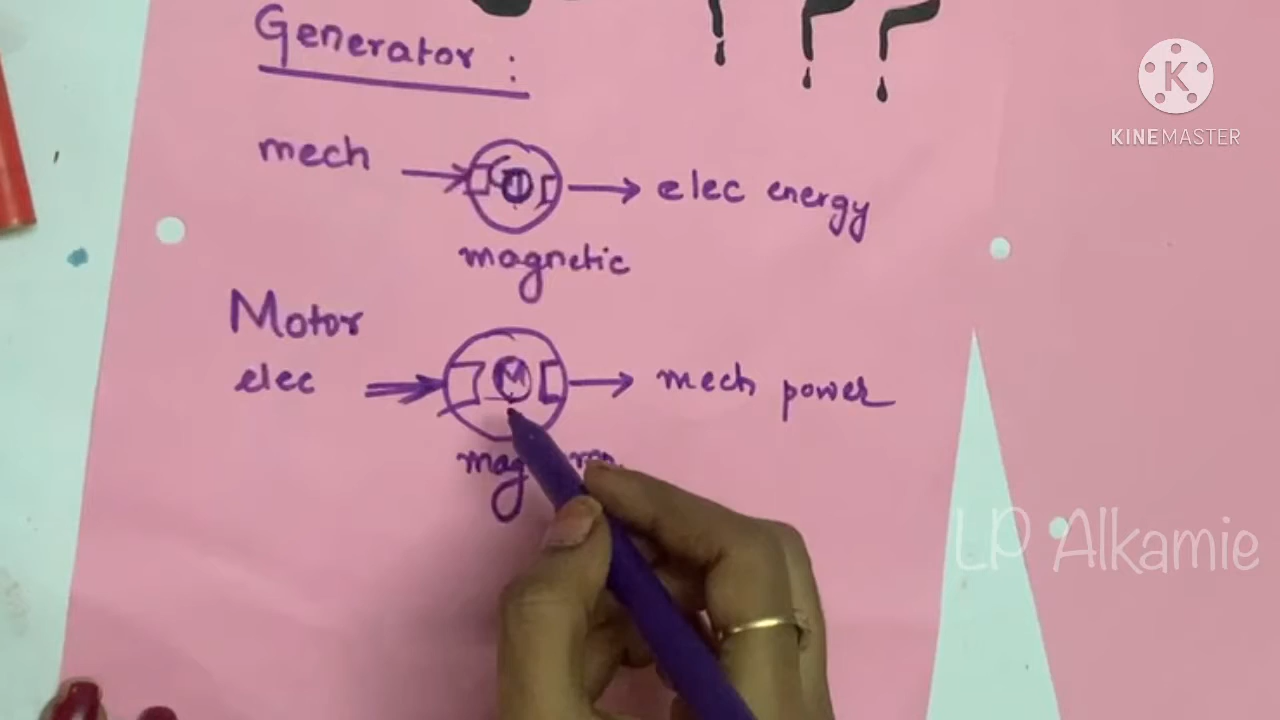 Generator :
???
K
KINEMASTER
mech
elec energy
magnetic
Motor
elec
M
mech power
LP Alkamie